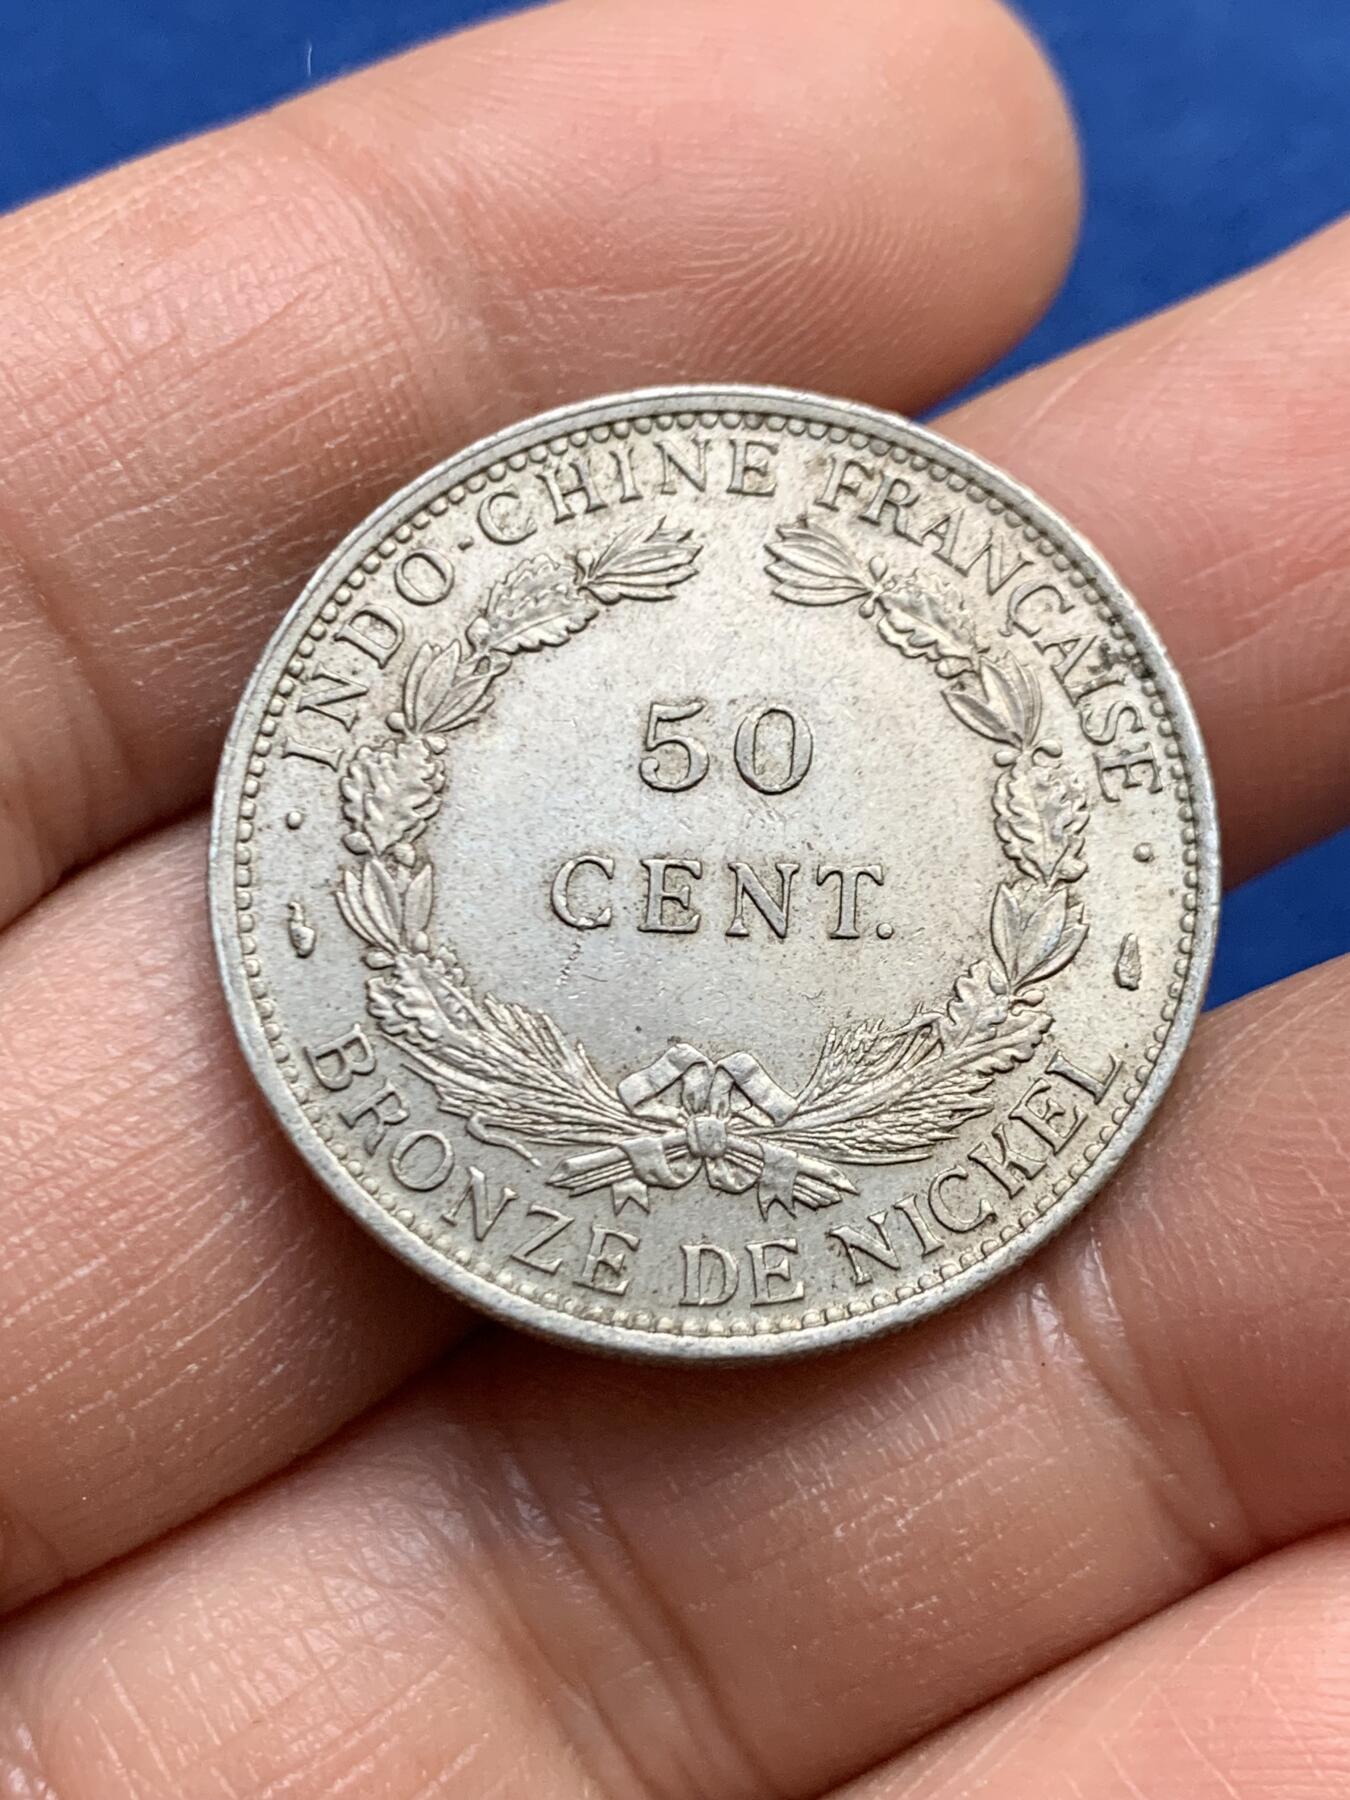 INDO-CHINE FRANÇAISE
50
CENT.
BRONZE DE NICKEL